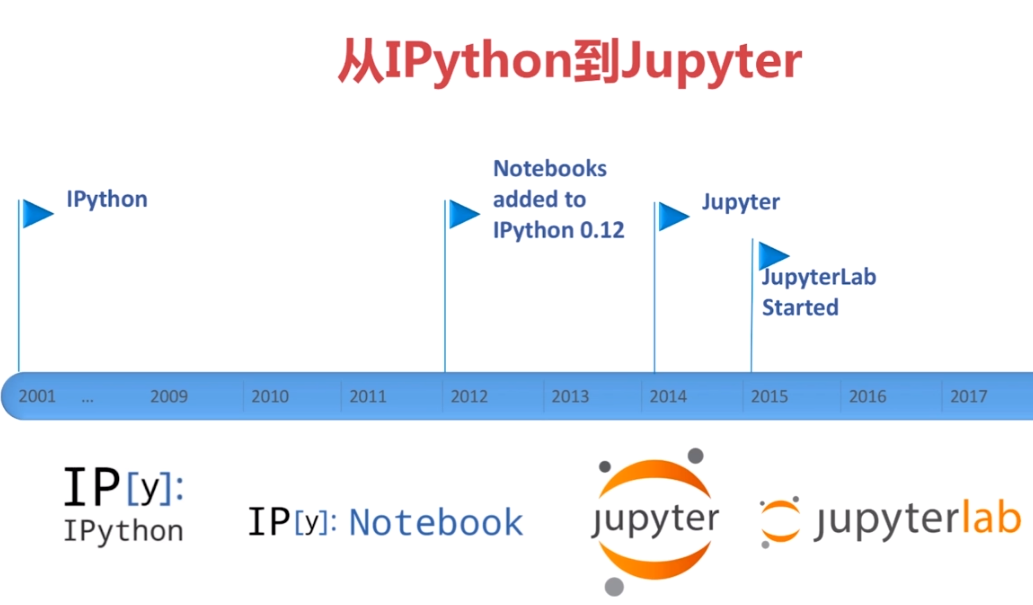 从IPython到Jupyter
IPython
Notebooks
added to
IPython 0.12
Jupyter
JupyterLab
Started
2001 ... 2009 2010 2011 2012 2013 2014 2015 2016 2017
IP[y]:
IPython
IP[y]: Notebook
jupyter
jupyterlab